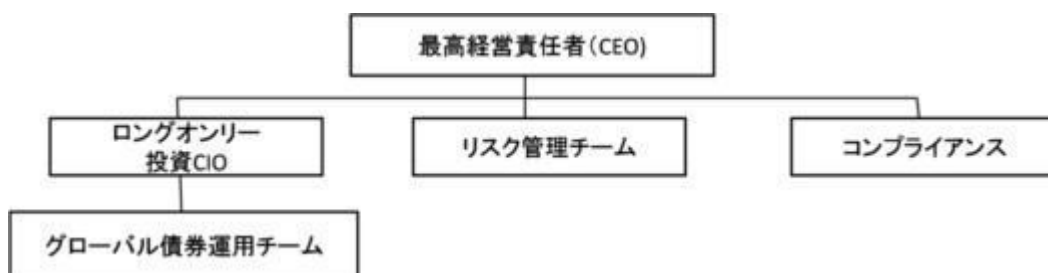 最高経営責任者（CEO)
ロングオンリー
投資CIO
リスク管理チーム
コンプライアンス
グローバル債券運用チーム